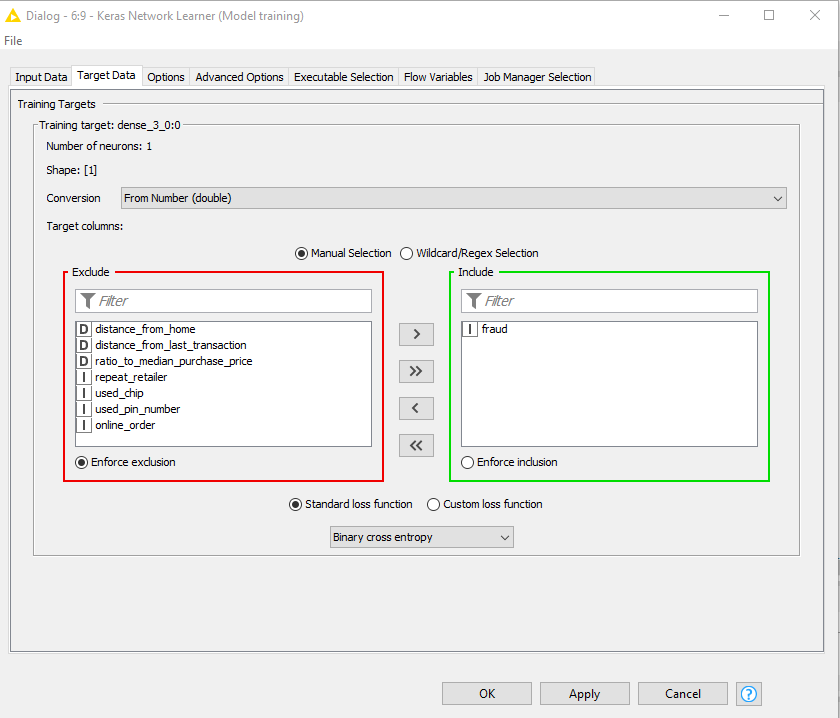 Dialog - 6:9 - Keras Network Learner (Model training)
File
Input Data Target Data Options Advanced Options Executable Selection Flow Variables Job Manager Selection
Training Targets
Training target: dense_3_0:0
Number of neurons: 1
Shape: [1]
Conversion From Number (double)
Target columns:
Manual Selection Wildcard/Regex Selection
Exclude
Filter
D distance_from_home
D distance_from_last_transaction
D ratio_to_median_purchase_price
I repeat_retailer
I used_chip
I used_pin_number
I online_order
Enforce exclusion
>
>>
<
<<
Include
Filter
I fraud
Enforce inclusion
Standard loss function Custom loss function
Binary cross entropy
OK Apply Cancel ?